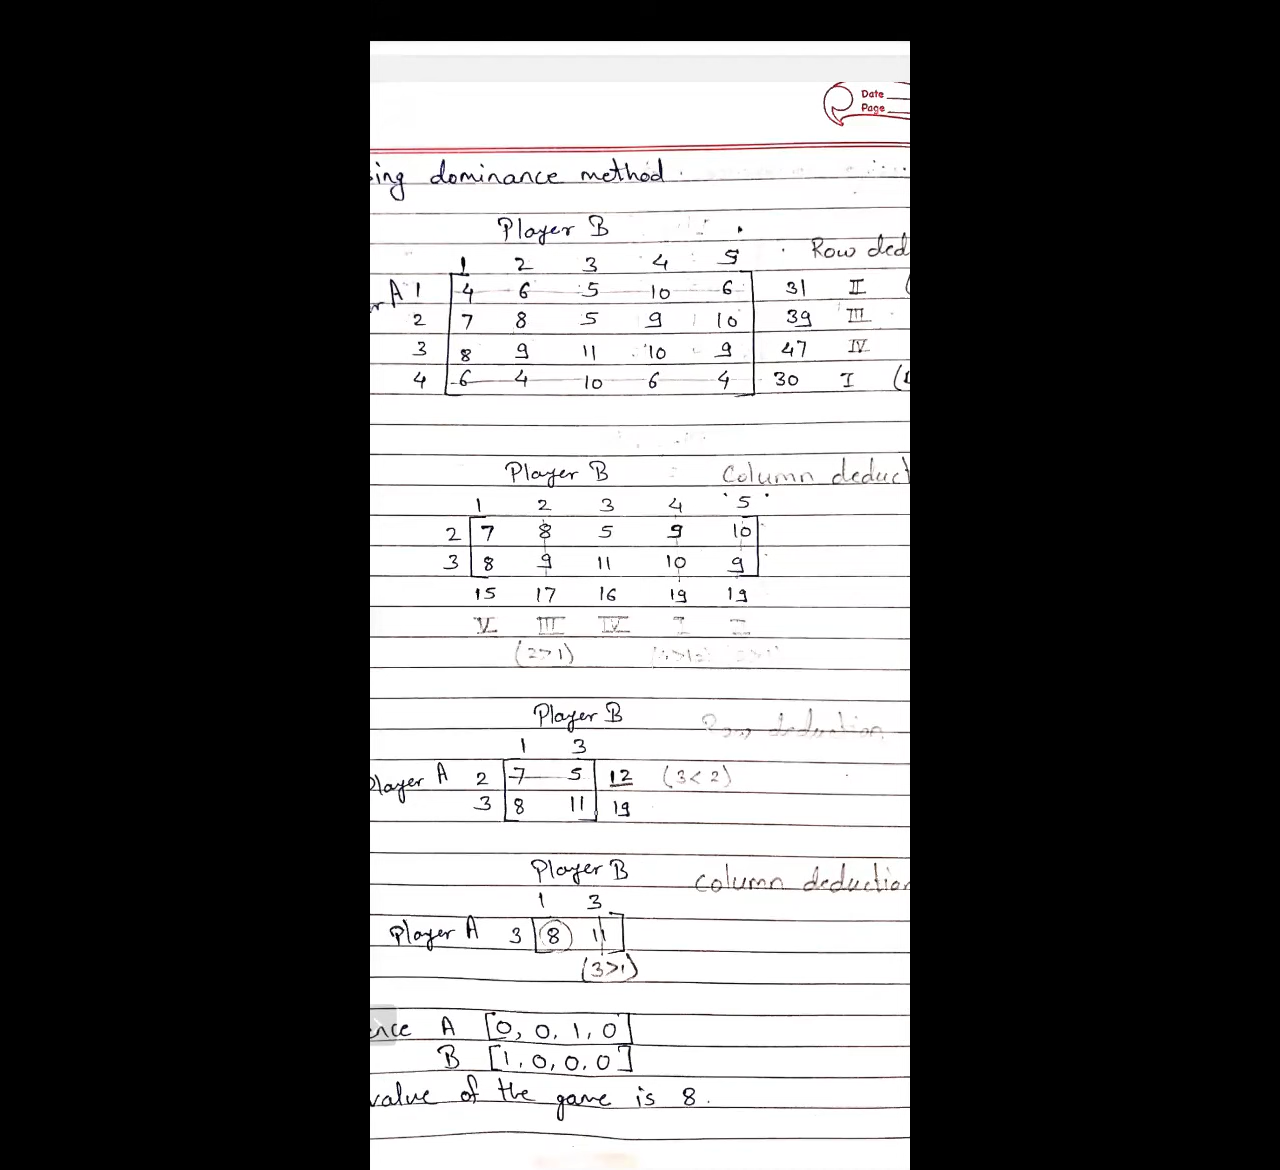 Date
Page
ing dominance method.
Player B
Row ded
1 2 3 4 5
A 1 4 6 5 10 6 31 II (
2 7 8 5 9 10 39 III
3 8 9 11 10 9 47 IV
4 6 4 10 6 4 30 I (
Player B Column deduct
1 2 3 4 5
2 7 8 5 9 10
3 8 9 11 10 9
15 17 16 19 19
V III IV I
(2>1)
Player B Row deduction
1 3
Player A 2 7 5 12 (3<2)
3 8 11 19
Player B column deduction
1 3
Player A 3 8 11
(3>1)
ence A [0, 0, 1, 0]
B [1, 0, 0, 0]
value of the game is 8.